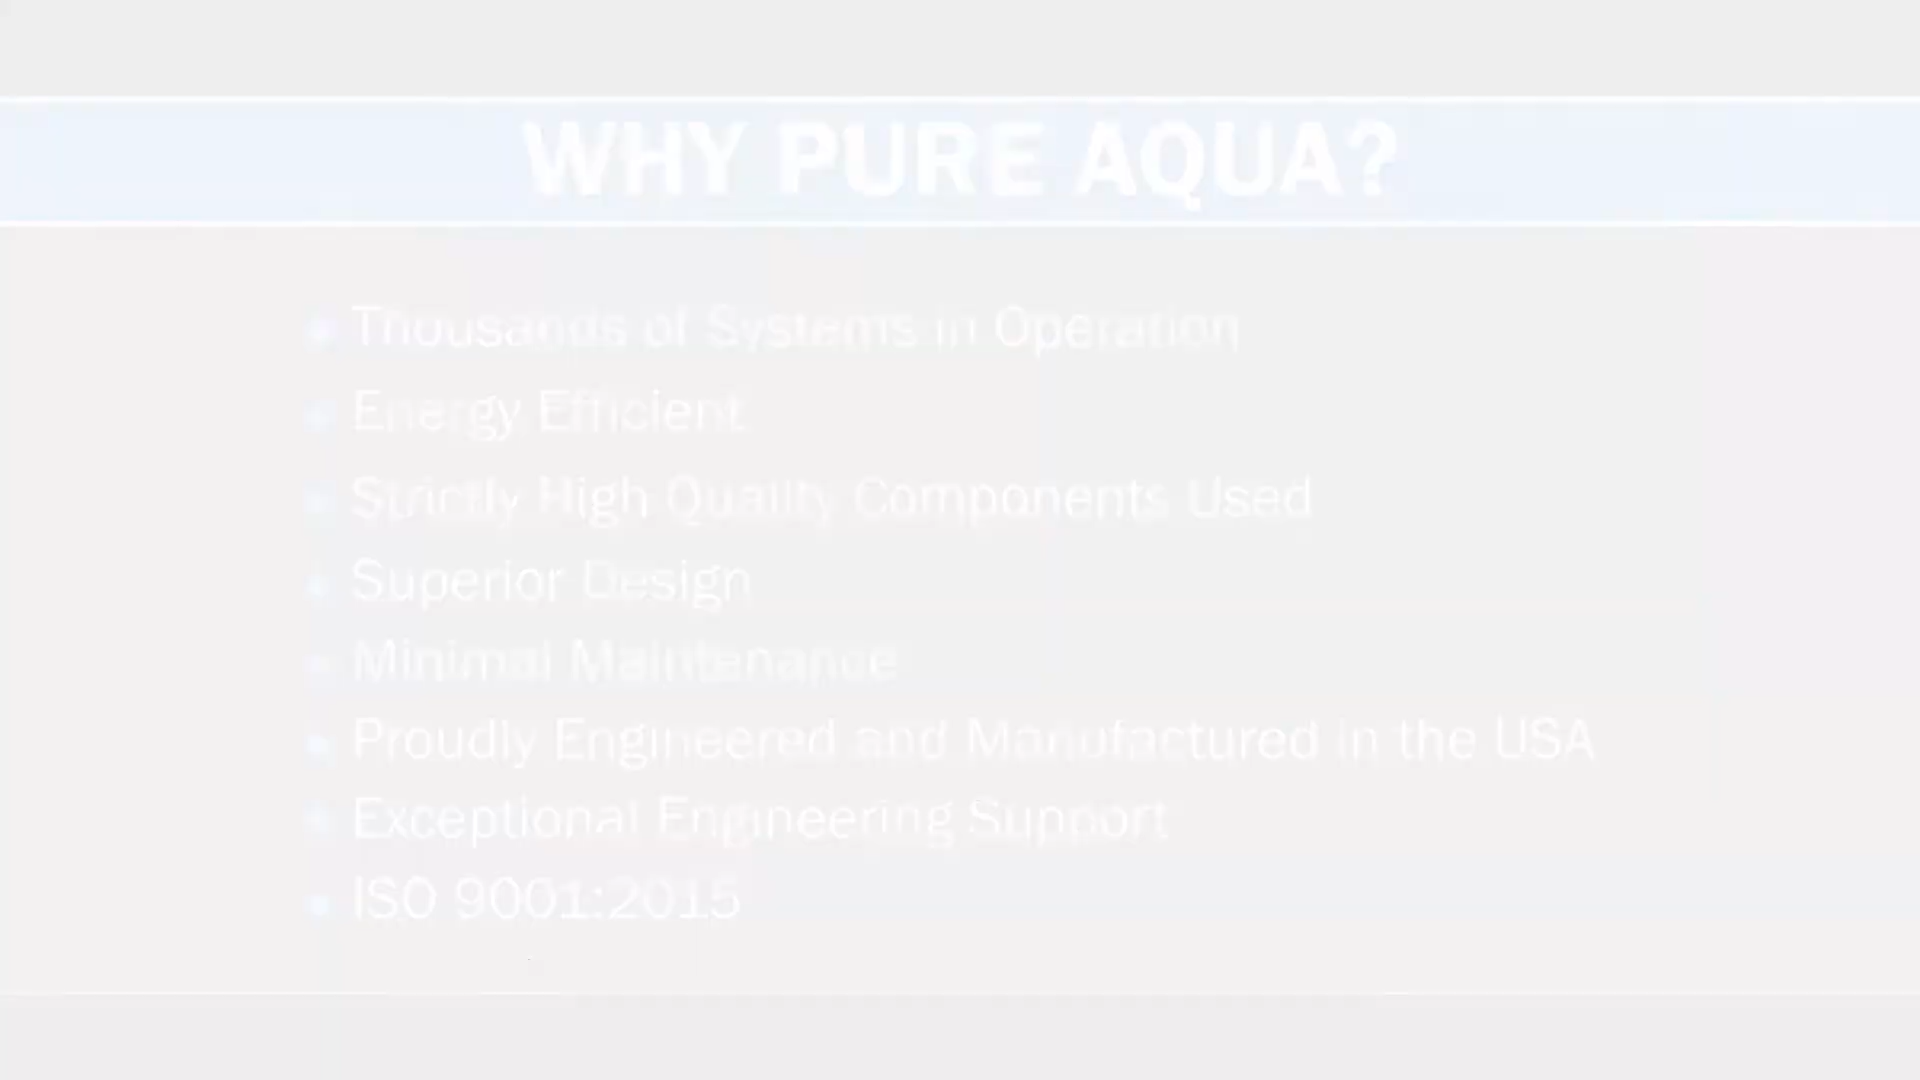 WHY PURE AQUA?
Thousands of Systems in Operation
Energy Efficient
Strictly High Quality Components Used
Superior Design
Minimal Maintenance
Proudly Engineered and Manufactured in the USA
Exceptional Engineering Support
ISO 9001:2015